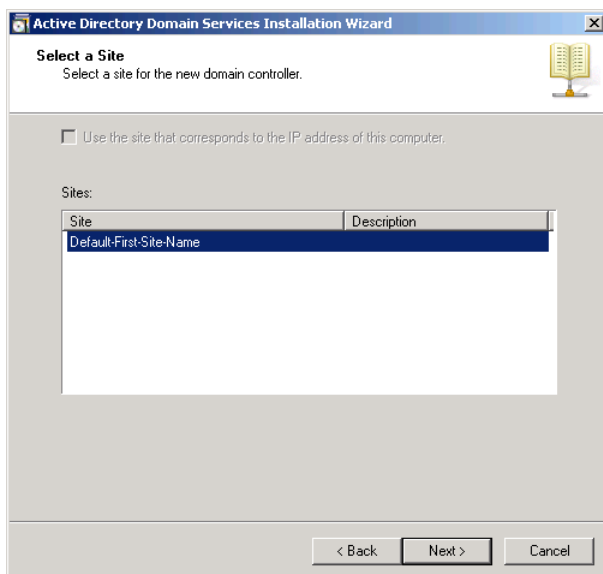 Active Directory Domain Services Installation Wizard
Select a Site
Select a site for the new domain controller.
Use the site that corresponds to the IP address of this computer.
Sites:
Site Description
Default-First-Site-Name
< Back Next > Cancel